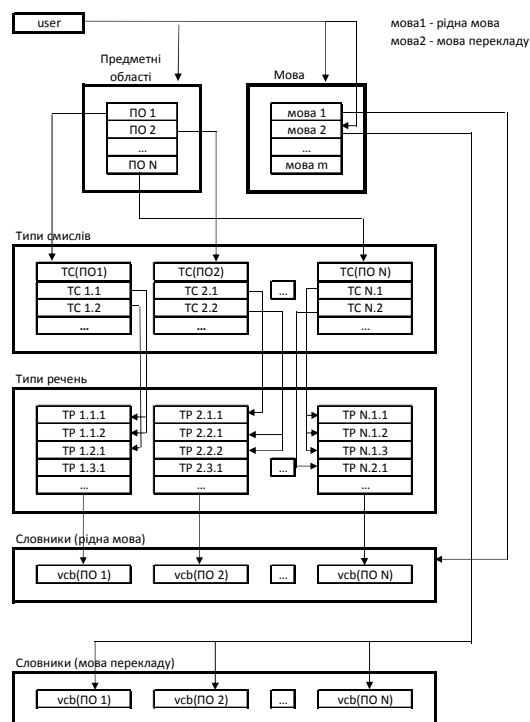 user
мова1 - рідна мова
мова2 - мова перекладу
Предметні
області
Мова
ПО 1
ПО 2
...
ПО N
мова 1
мова 2
...
мова m
Типи смислів
ТС(ПО1)
ТС 1.1
ТС 1.2
...
ТС(ПО2)
ТС 2.1
ТС 2.2
...
...
ТС(ПО N)
ТС N.1
ТС N.2
...
Типи речень
ТР 1.1.1
ТР 1.1.2
ТР 1.2.1
ТР 1.3.1
...
ТР 2.1.1
ТР 2.2.1
ТР 2.2.2
ТР 2.3.1
...
...
ТР N.1.1
ТР N.1.2
ТР N.1.3
ТР N.2.1
...
Словники (рідна мова)
vcb(ПО 1)
vcb(ПО 2)
...
vcb(ПО N)
Словники (мова перекладу)
vcb(ПО 1)
vcb(ПО 2)
...
vcb(ПО N)